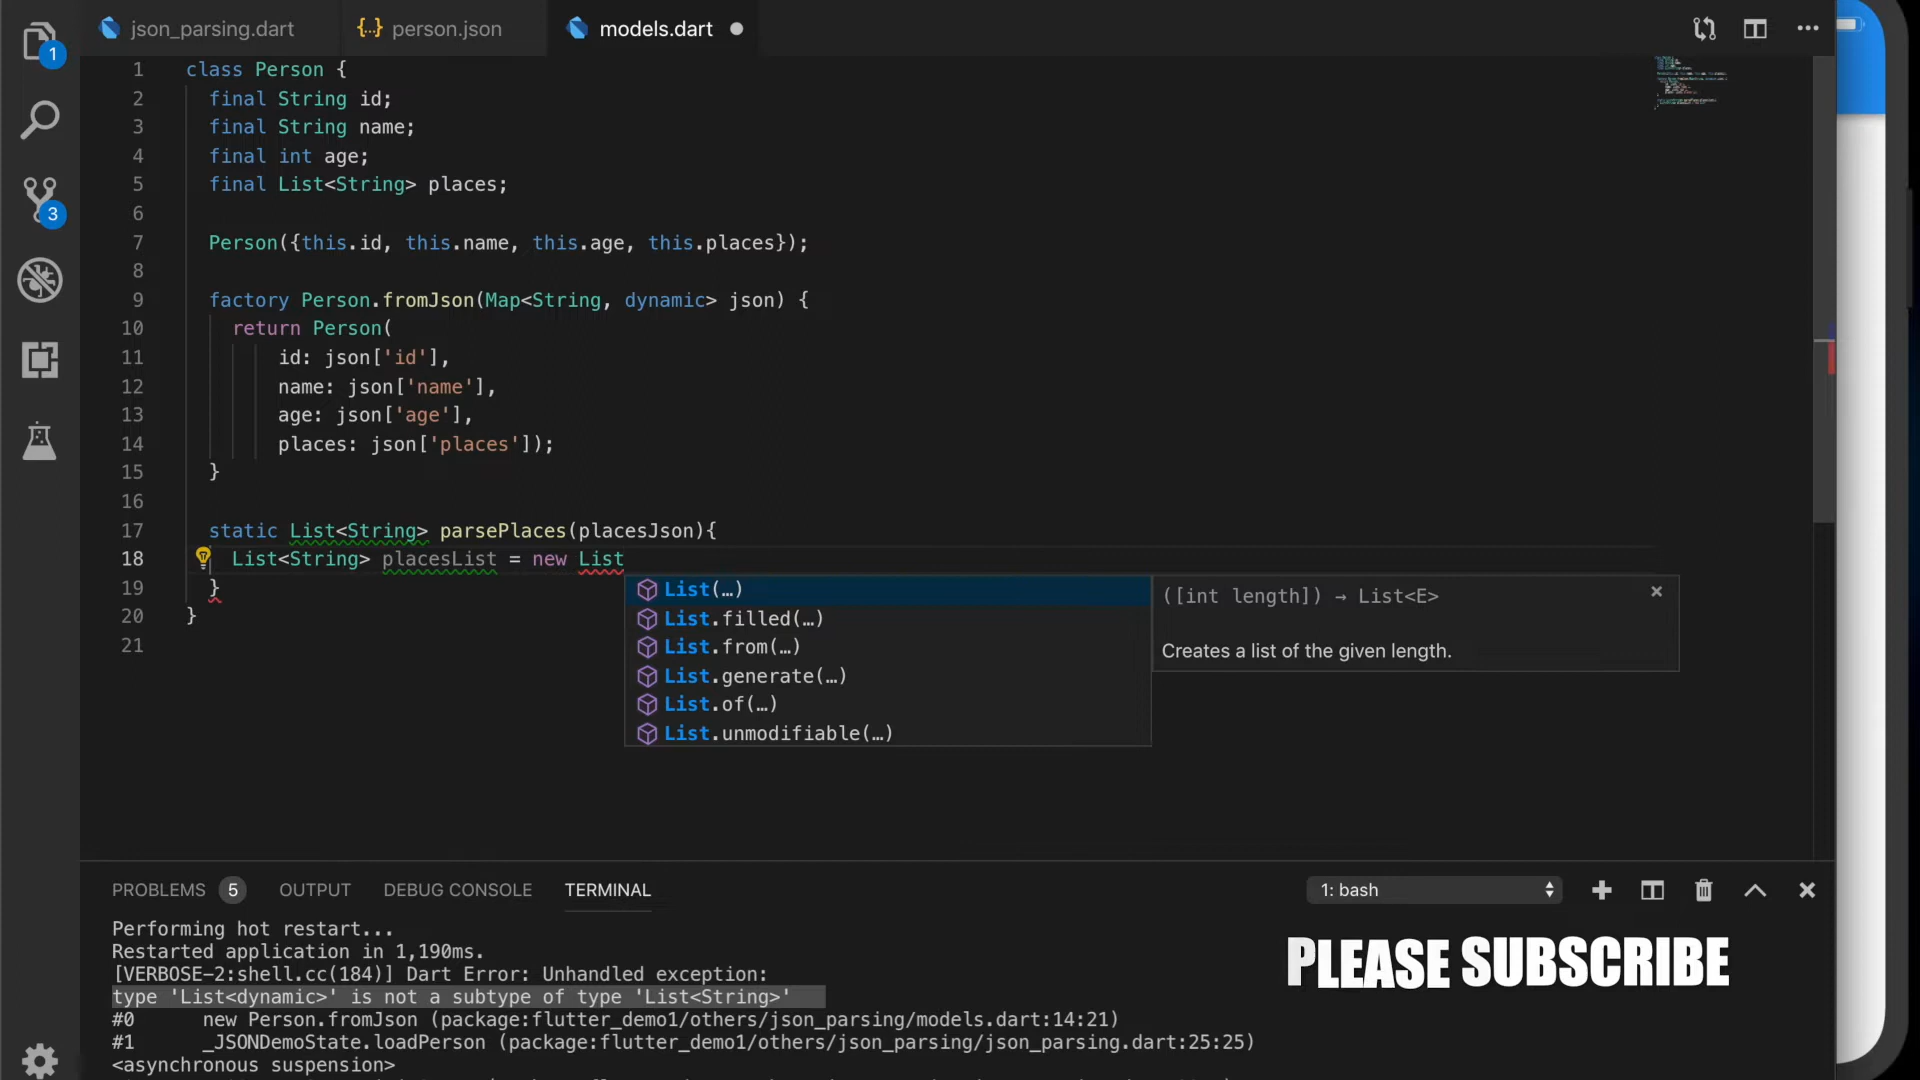 json_parsing.dart
{..} person.json
models.dart
1
3
1 class Person {
2 final String id;
3 final String name;
4 final int age;
5 final List<String> places;
6
7 Person({this.id, this.name, this.age, this.places});
8
9 factory Person.fromJson(Map<String, dynamic> json) {
10 return Person(
11 id: json['id'],
12 name: json['name'],
13 age: json['age'],
14 places: json['places']);
15 }
16
17 static List<String> parsePlaces(placesJson){
18 List<String> placesList = new List
19 }
20 }
21
List(…)
List.filled(…)
List.from(…)
List.generate(…)
List.of(…)
List.unmodifiable(…)
([int length]) → List<E>
Creates a list of the given length.
PROBLEMS 5 OUTPUT DEBUG CONSOLE TERMINAL
1: bash
Performing hot restart...
Restarted application in 1,190ms.
[VERBOSE-2:shell.cc(184)] Dart Error: Unhandled exception:
type 'List<dynamic>' is not a subtype of type 'List<String>'
#0 new Person.fromJson (package:flutter_demo1/others/json_parsing/models.dart:14:21)
#1 _JSONDemoState.loadPerson (package:flutter_demo1/others/json_parsing/json_parsing.dart:25:25)
<asynchronous suspension>
PLEASE SUBSCRIBE